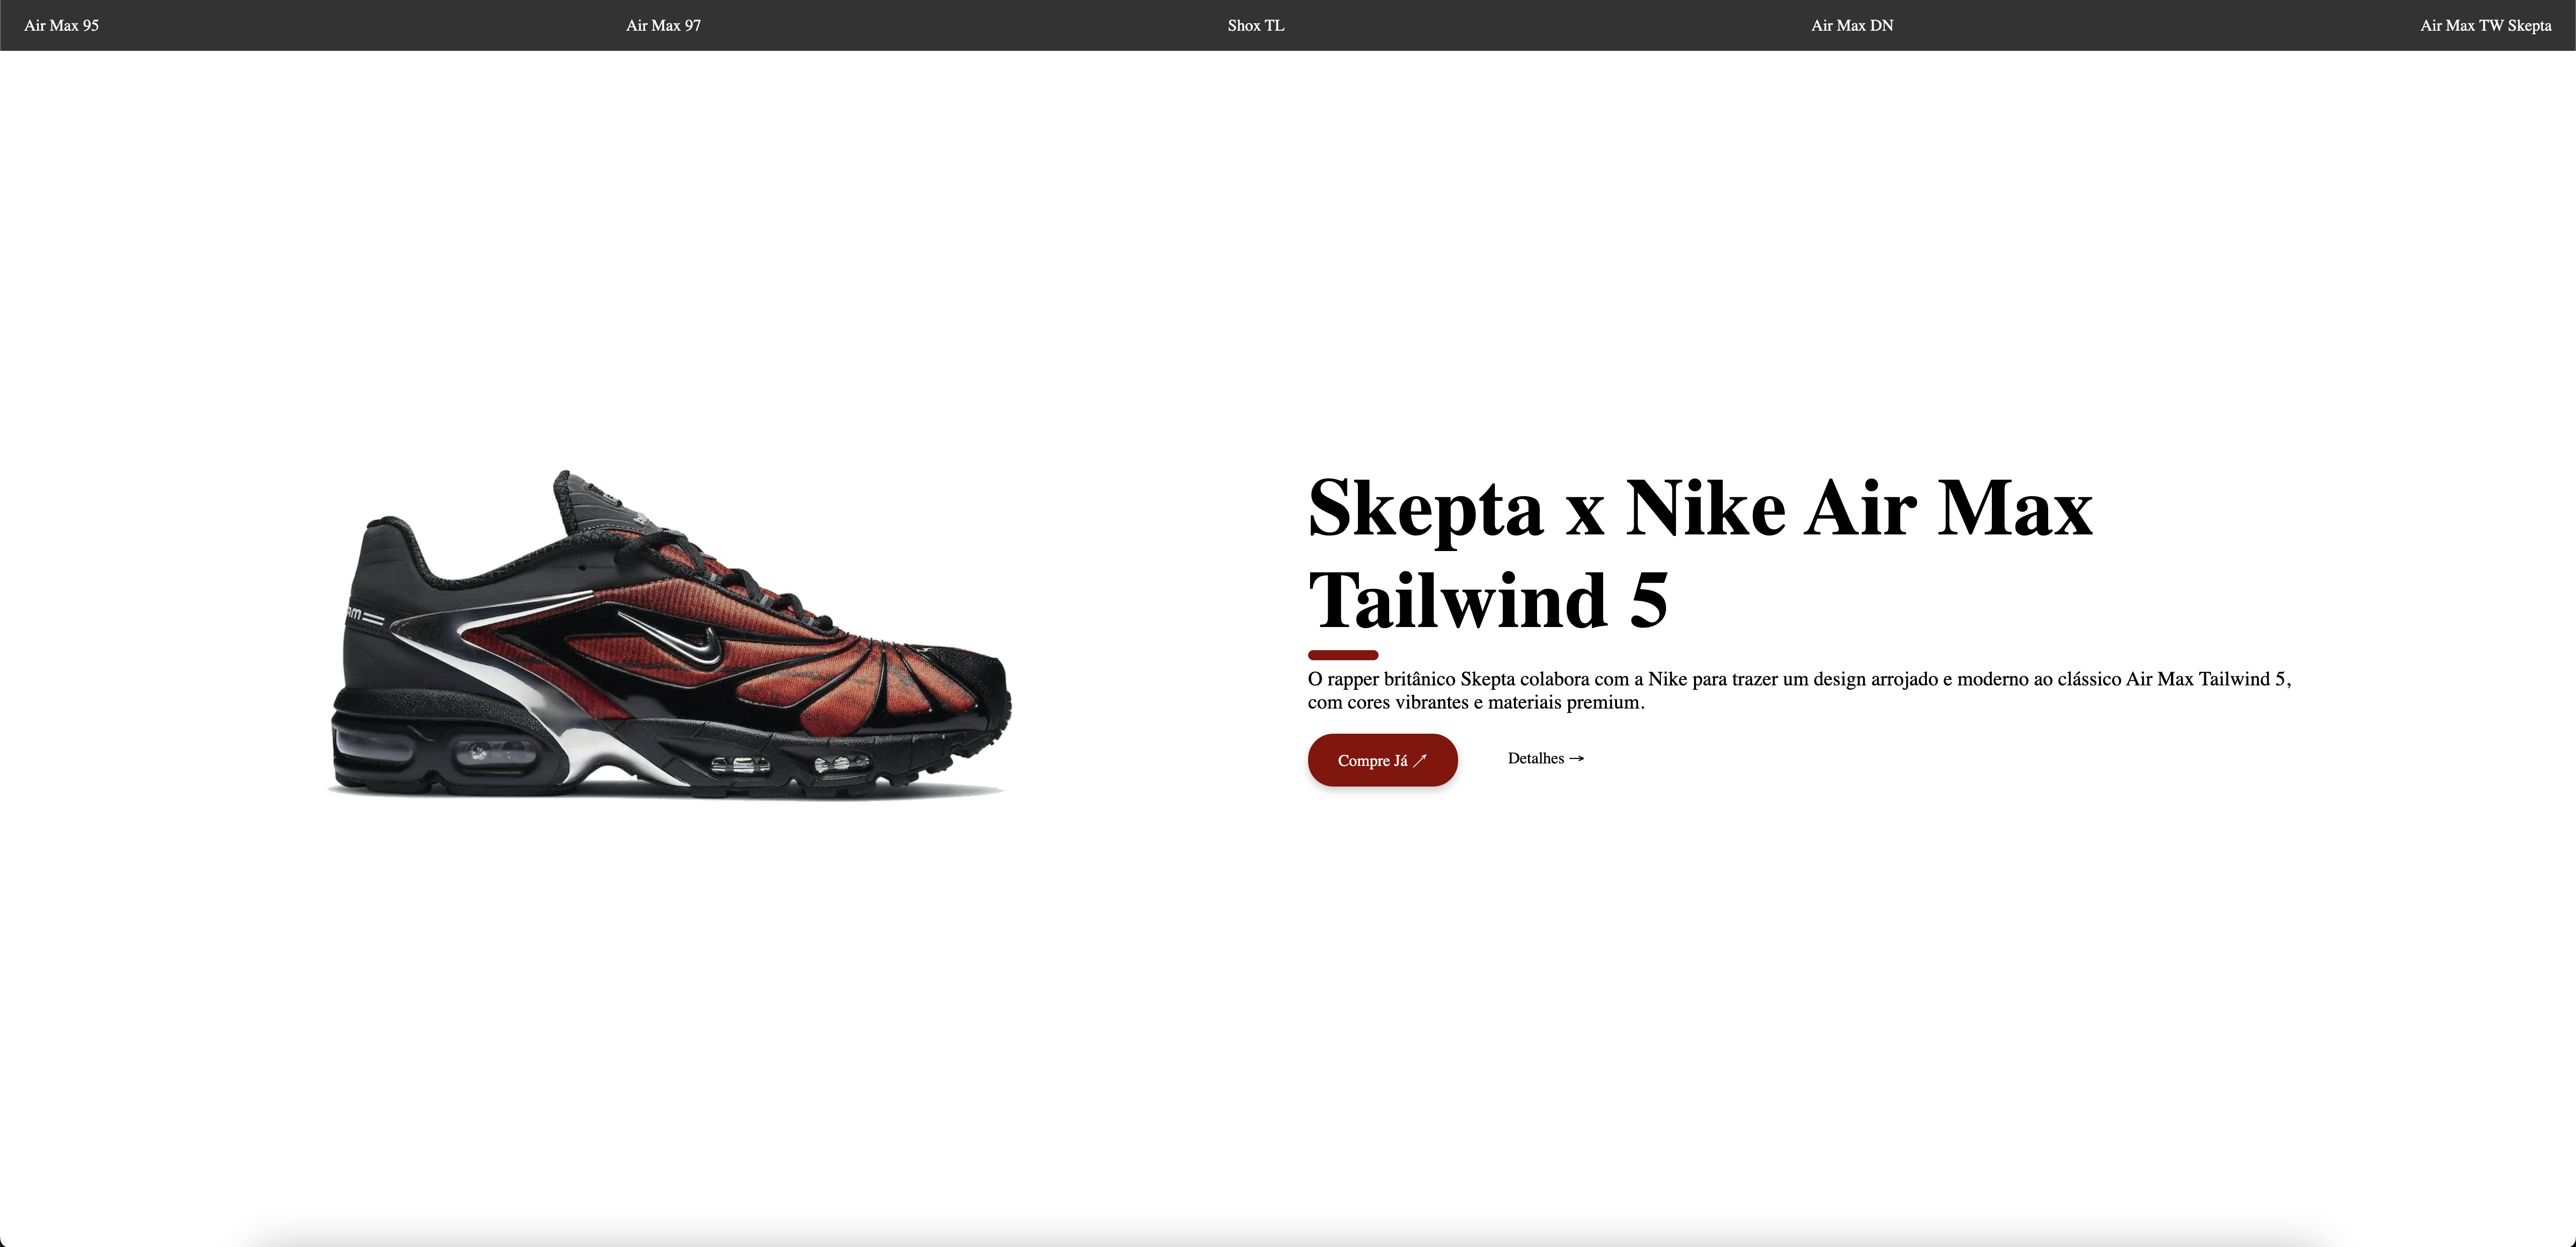 Air Max 95 Air Max 97 Shox TL Air Max DN Air Max TW Skepta
Skepta x Nike Air Max
Tailwind 5
O rapper britânico Skepta colabora com a Nike para trazer um design arrojado e moderno ao clássico Air Max Tailwind 5,
com cores vibrantes e materiais premium.
Compre Já ↗ Detalhes →